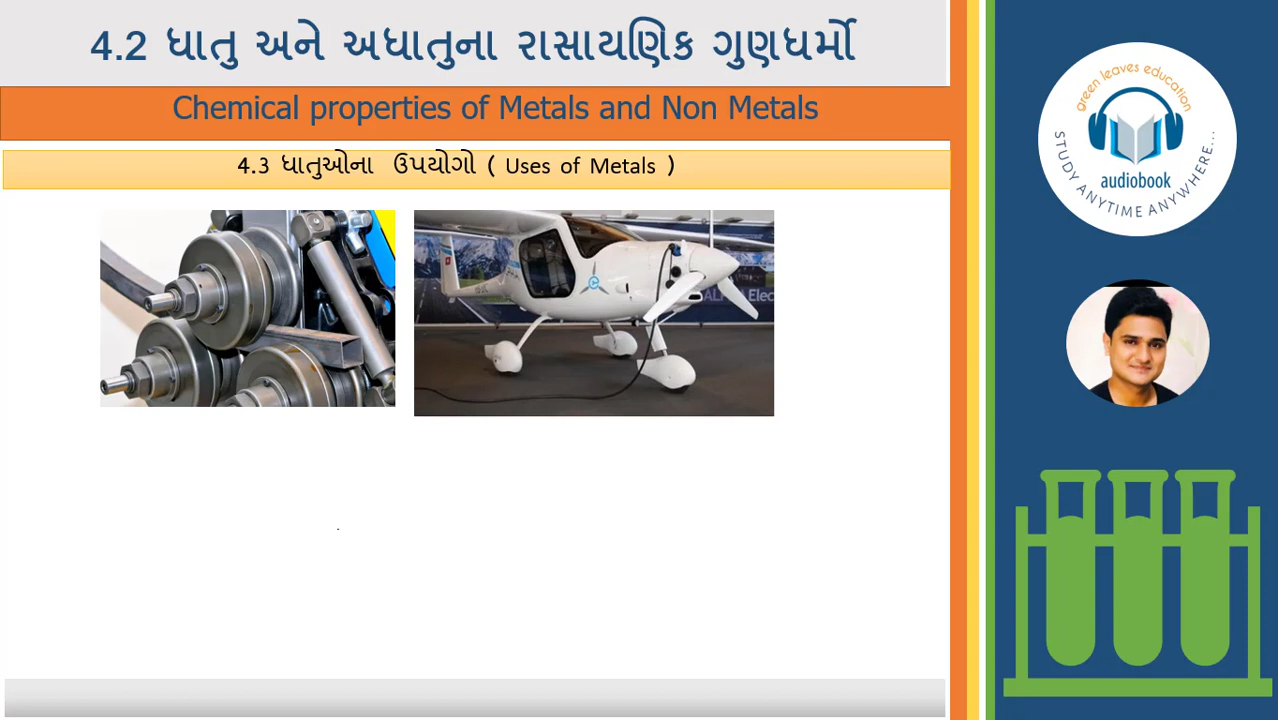 4.2 ધાતુ અને અધાતુના રાસાયણિક ગુણધર્મો
Chemical properties of Metals and Non Metals
4.3 ધાતુઓના ઉપયોગો ( Uses of Metals )
green leaves education
audiobook
STUDY ANYTIME ANYWHERE...